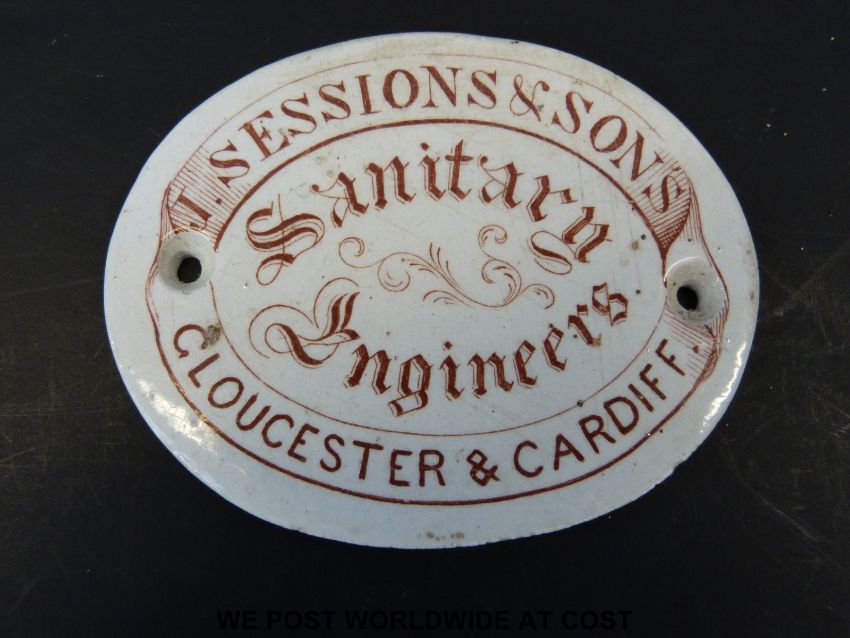 J. SESSIONS & SONS
Sanitary
Engineers
GLOUCESTER & CARDIFF.
WE POST WORLDWIDE AT COST